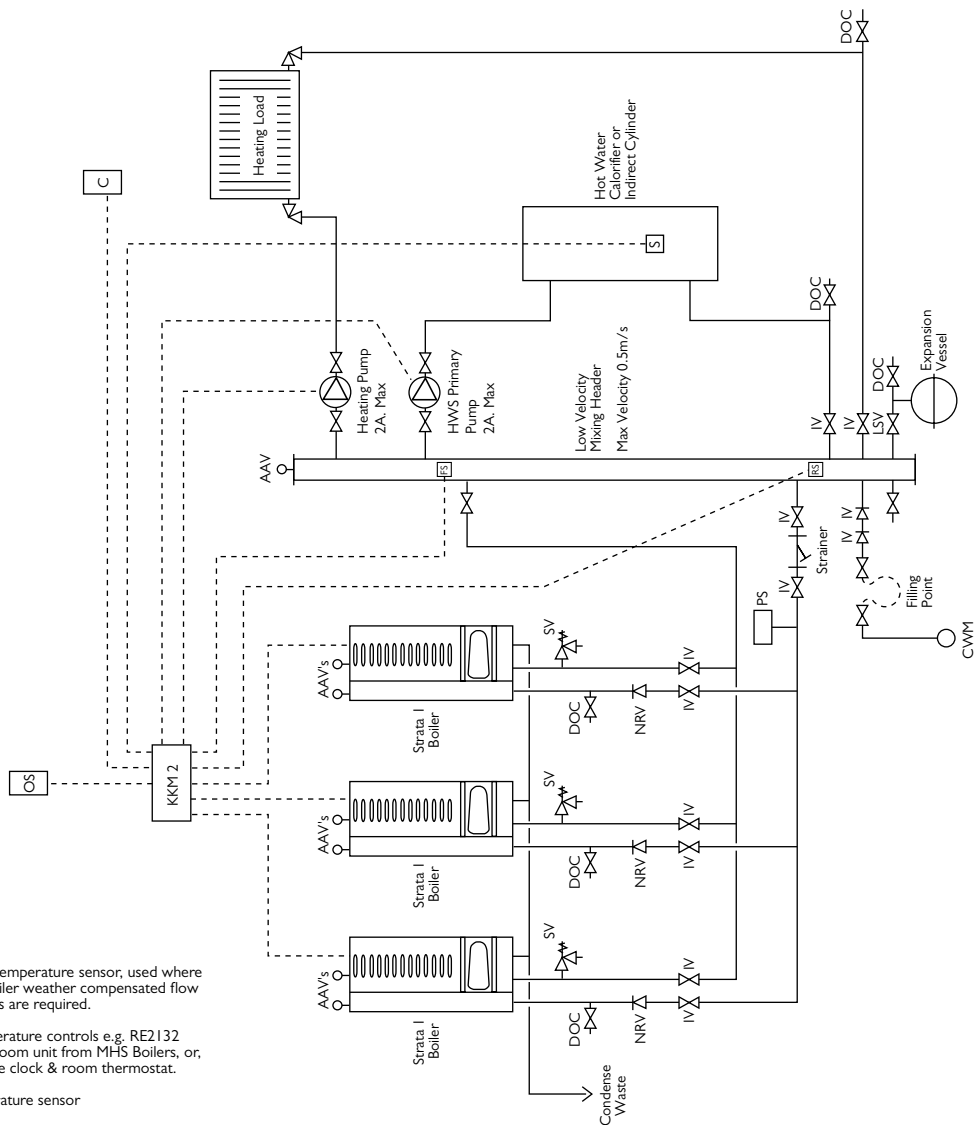 OS
KKM 2
C
Heating Load
DOC
Heating Pump
2A. Max
HWS Primary
Pump
2A. Max
Hot Water
Calorifier or
Indirect Cylinder
S
DOC
AAV
FS
Low Velocity
Mixing Header
Max Velocity 0.5m/s
RS
IV
IV
LSV
DOC
Expansion
Vessel
IV
Strainer
IV
PS
IV
IV
Filling
Point
CWM
AAV's
Strata 1
Boiler
SV
DOC
NRV
IV
IV
AAV's
Strata 1
Boiler
SV
DOC
NRV
IV
IV
AAV's
Strata 1
Boiler
SV
DOC
NRV
IV
IV
Condense
Waste
emperature sensor, used where
iler weather compensated flow
s are required.
erature controls e.g. RE2132
oom unit from MHS Boilers, or,
e clock & room thermostat.
rature sensor